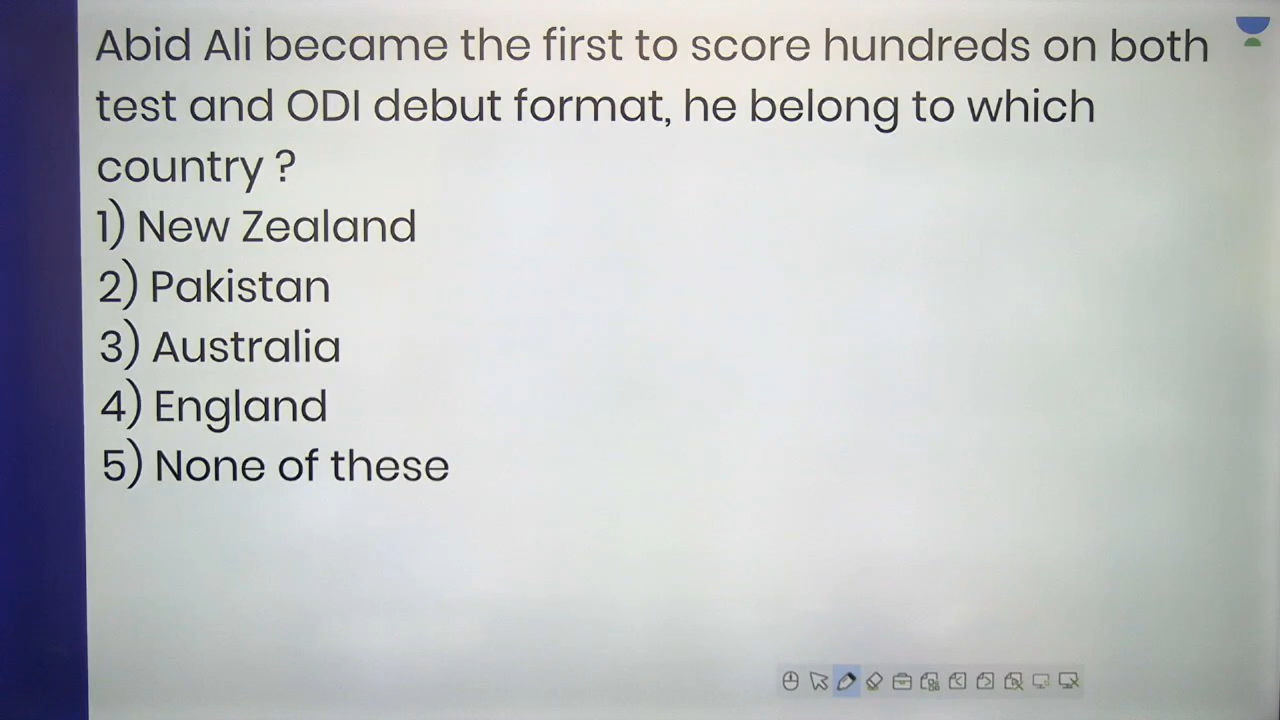 Abid Ali became the first to score hundreds on both
test and ODI debut format, he belong to which
country ?
1) New Zealand
2) Pakistan
3) Australia
4) England
5) None of these